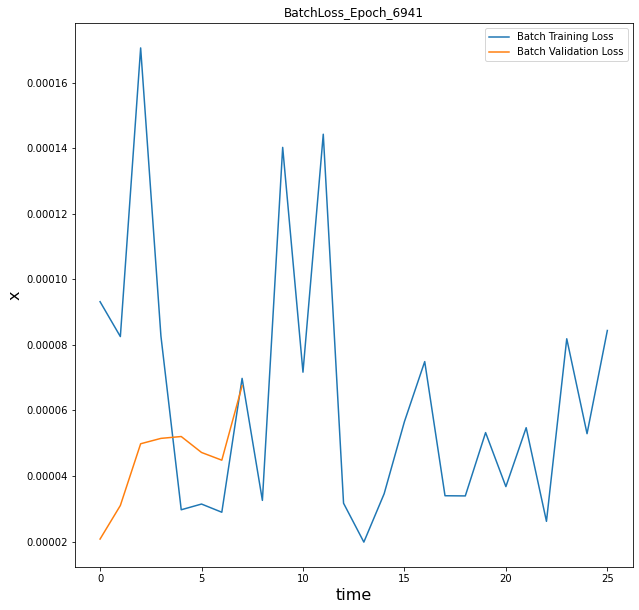 BatchLoss_Epoch_6941
Batch Training Loss
Batch Validation Loss
0.00016
0.00014
0.00012
0.00010
0.00008
0.00006
0.00004
0.00002
x
0 5 10 15 20 25
time